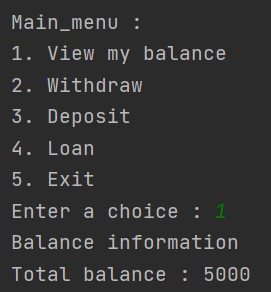 Main_menu :
1. View my balance
2. Withdraw
3. Deposit
4. Loan
5. Exit
Enter a choice : 1
Balance information
Total balance : 5000